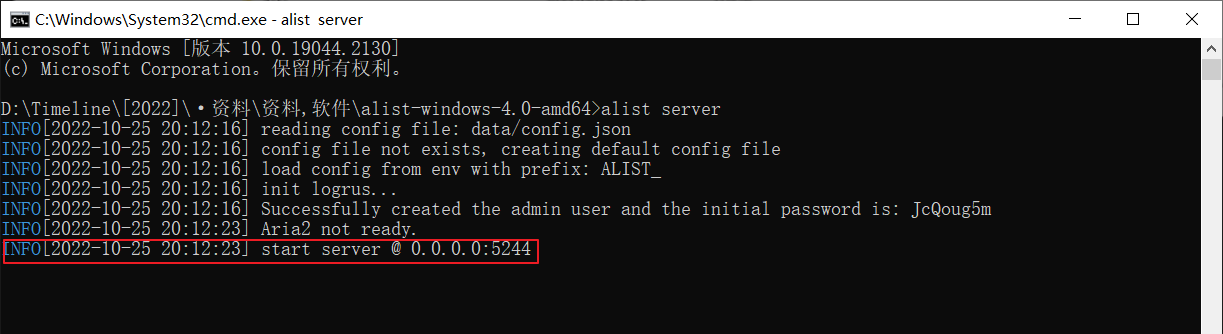 C:\Windows\System32\cmd.exe - alist server
Microsoft Windows [版本 10.0.19044.2130]
(c) Microsoft Corporation。保留所有权利。
D:\Timeline\[2022]\·资料\资料,软件\alist-windows-4.0-amd64>alist server
INFO[2022-10-25 20:12:16] reading config file: data/config.json
INFO[2022-10-25 20:12:16] config file not exists, creating default config file
INFO[2022-10-25 20:12:16] load config from env with prefix: ALIST_
INFO[2022-10-25 20:12:16] init logrus...
INFO[2022-10-25 20:12:16] Successfully created the admin user and the initial password is: JcQoug5m
INFO[2022-10-25 20:12:23] Aria2 not ready.
INFO[2022-10-25 20:12:23] start server @ 0.0.0.0:5244